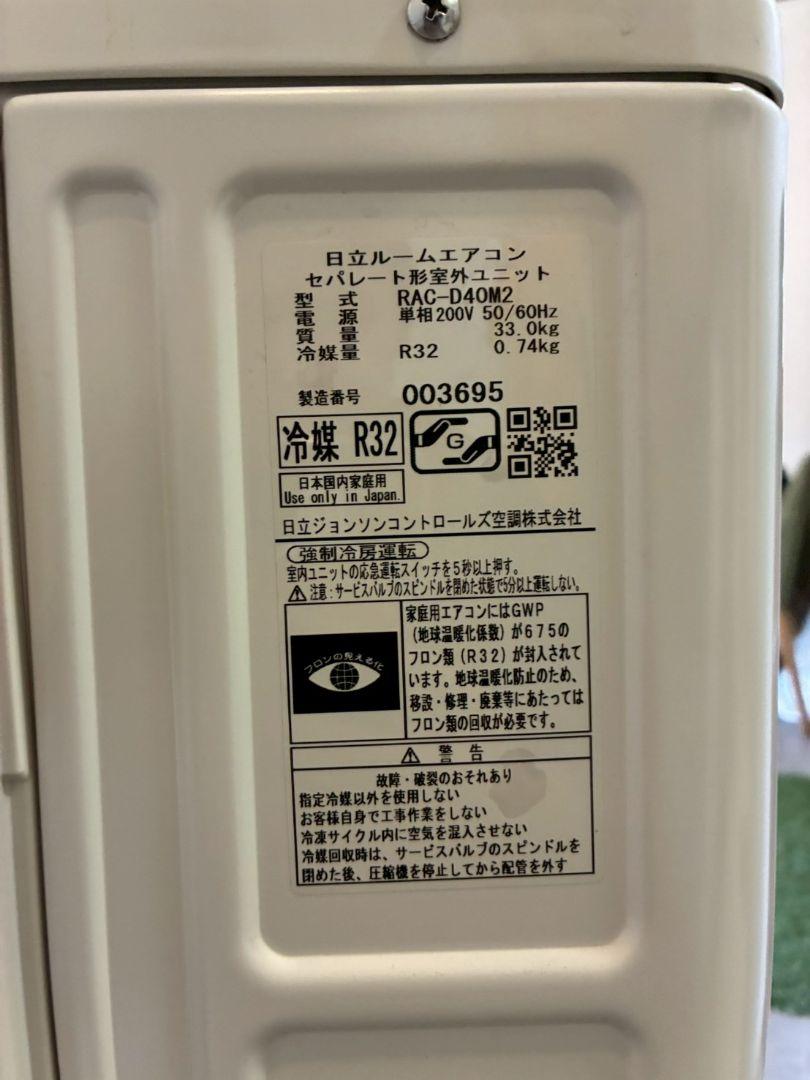 日立ルームエアコン
セパレート形室外ユニット
型式 RAC-D40M2
電源 単相200V 50/60Hz
質量 33.0kg
冷媒量 R32 0.74kg
製造番号 003695
冷媒 R32
G
日本国内家庭用
Use only in Japan.
日立ジョンソンコントロールズ空調株式会社
強制冷房運転
室内ユニットの応急運転スイッチを5秒以上押す。
注意:サービスバルブのスピンドルを閉めた状態で5分以上運転しない。
フロンの見える化
家庭用エアコンにはGWP
(地球温暖化係数)が675の
フロン類(R32)が封入されて
います。地球温暖化防止のため、
移設・修理・廃棄等にあたっては
フロン類の回収が必要です。
警告
故障・破裂のおそれあり
指定冷媒以外を使用しない
お客様自身で工事作業をしない
冷凍サイクル内に空気を混入させない
冷媒回収時は、サービスバルブのスピンドルを
閉めた後、圧縮機を停止してから配管を外す